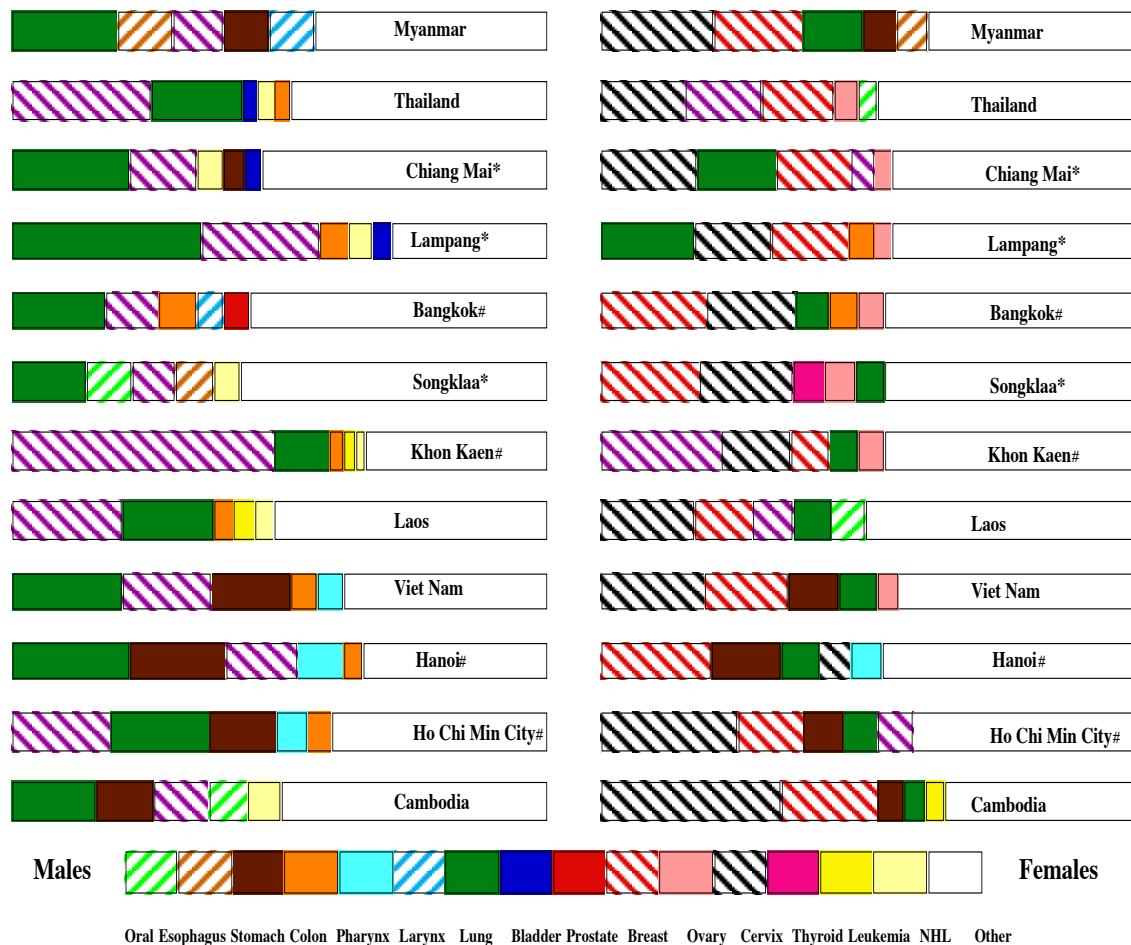 Myanmar Myanmar
Thailand Thailand
Chiang Mai* Chiang Mai*
Lampang* Lampang*
Bangkok# Bangkok#
Songklaa* Songklaa*
Khon Kaen# Khon Kaen#
Laos Laos
Viet Nam Viet Nam
Hanoi# Hanoi#
Ho Chi Min City# Ho Chi Min City#
Cambodia Cambodia
Males Females
Oral Esophagus Stomach Colon Pharynx Larynx Lung Bladder Prostate Breast Ovary Cervix Thyroid Leukemia NHL Other